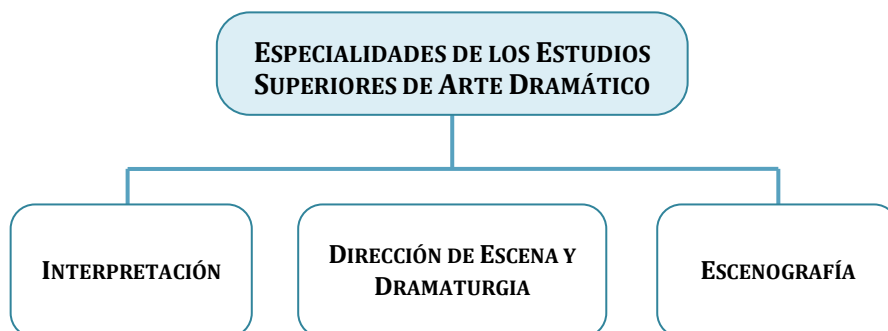 ESPECIALIDADES DE LOS ESTUDIOS
SUPERIORES DE ARTE DRAMÁTICO
INTERPRETACIÓN
DIRECCIÓN DE ESCENA Y
DRAMATURGIA
ESCENOGRAFÍA